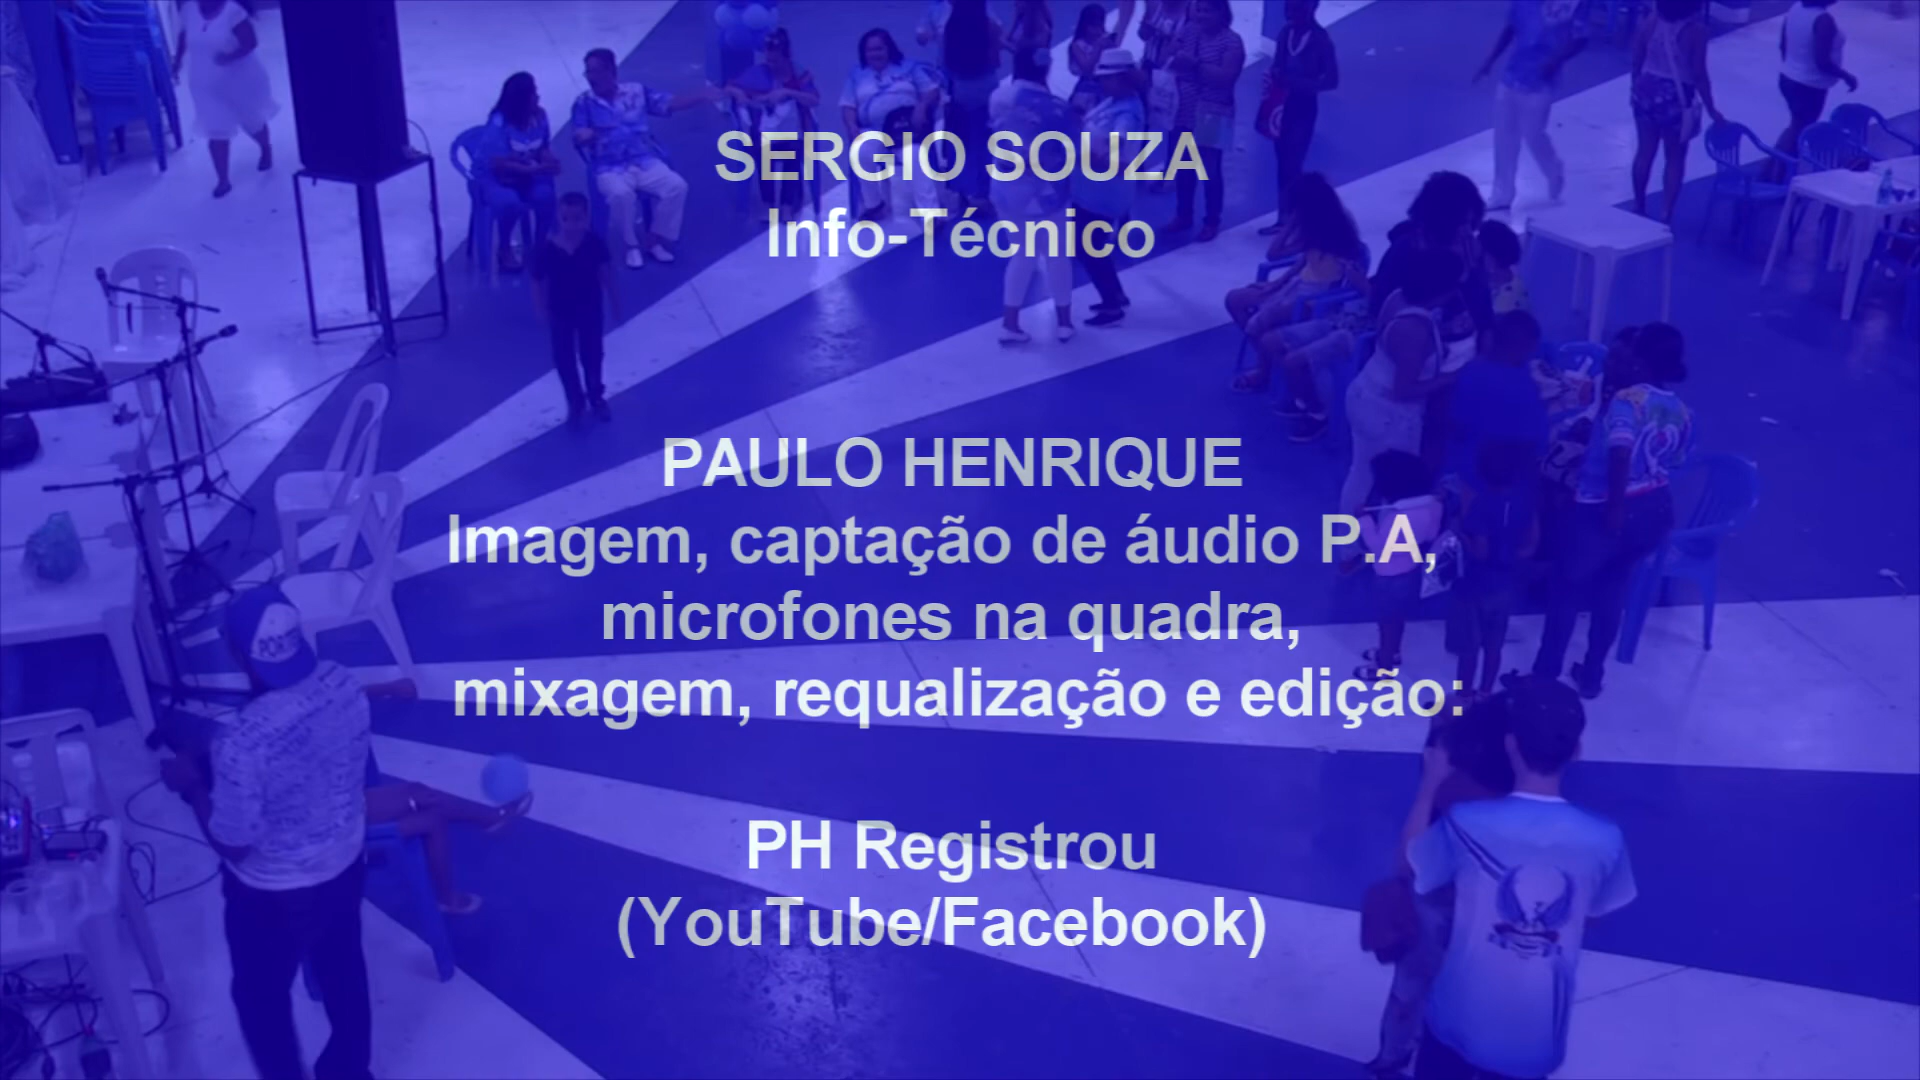 SERGIO SOUZA
Info-Técnico
PAULO HENRIQUE
Imagem, captação de áudio P.A,
microfones na quadra,
mixagem, requalização e edição:
PH Registrou
(YouTube/Facebook)